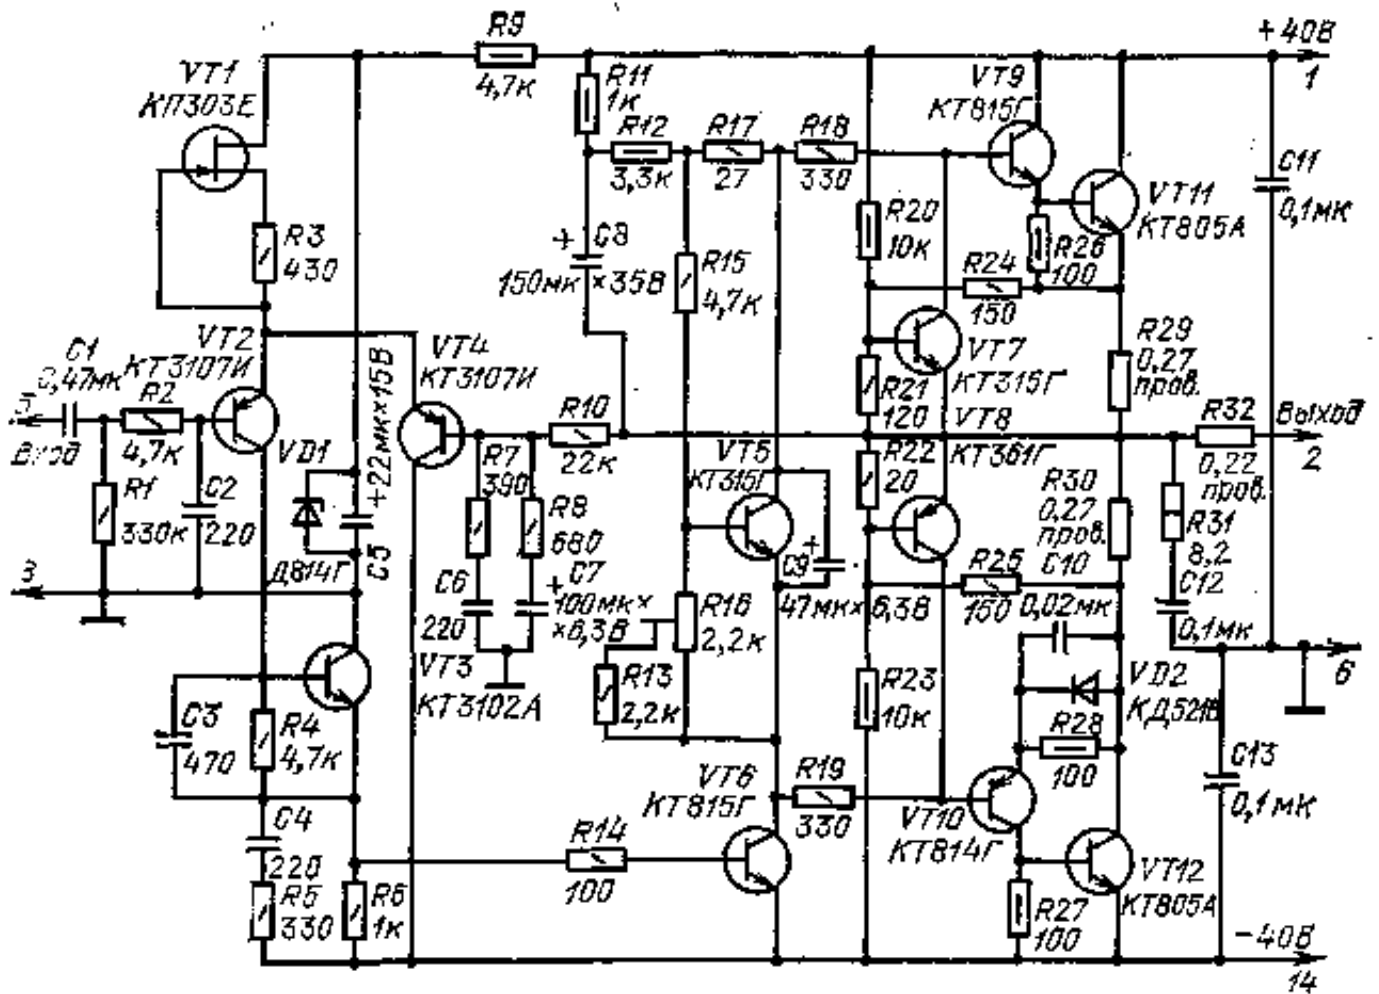 R9
4,7к
+40В
1
VT1
КП303Е
R11
1к
R12
3,3к
R17
27
R18
330
VT9
КТ815Г
VT11
КТ805А
C11
0,1мк
R3
430
C8
+
150мк × 35В
R15
4,7к
R20
10к
R24
150
R26
100
VT2
КТ3107И
C1
0,47мк
R2
4,7к
Вход
R1
330к
C2
220
3
VD1
Д814Г
+22мк×15В
C5
VT4
КТ3107И
R10
22к
R7
390
R8
680
C6
220
C7
+
100мк×
×6,3В
VT5
КТ315Г
C9
+
47мк×6,3В
R21
120
R22
20
VT7
КТ315Г
VT8
КТ361Г
R29
0,27
пров.
R30
0,27
пров.
R32
0,22
пров.
Выход
2
R31
8,2
C12
0,1мк
R25
150
C10
0,02мк
6
VT3
КТ3102А
C3
470
R4
4,7к
R16
2,2к
R13
2,2к
R23
10к
VD2
КД521В
R28
100
C13
0,1мк
C4
220
R5
330
R6
1к
R14
100
VT6
КТ815Г
R19
330
VT10
КТ814Г
R27
100
VT12
КТ805А
-40В
14